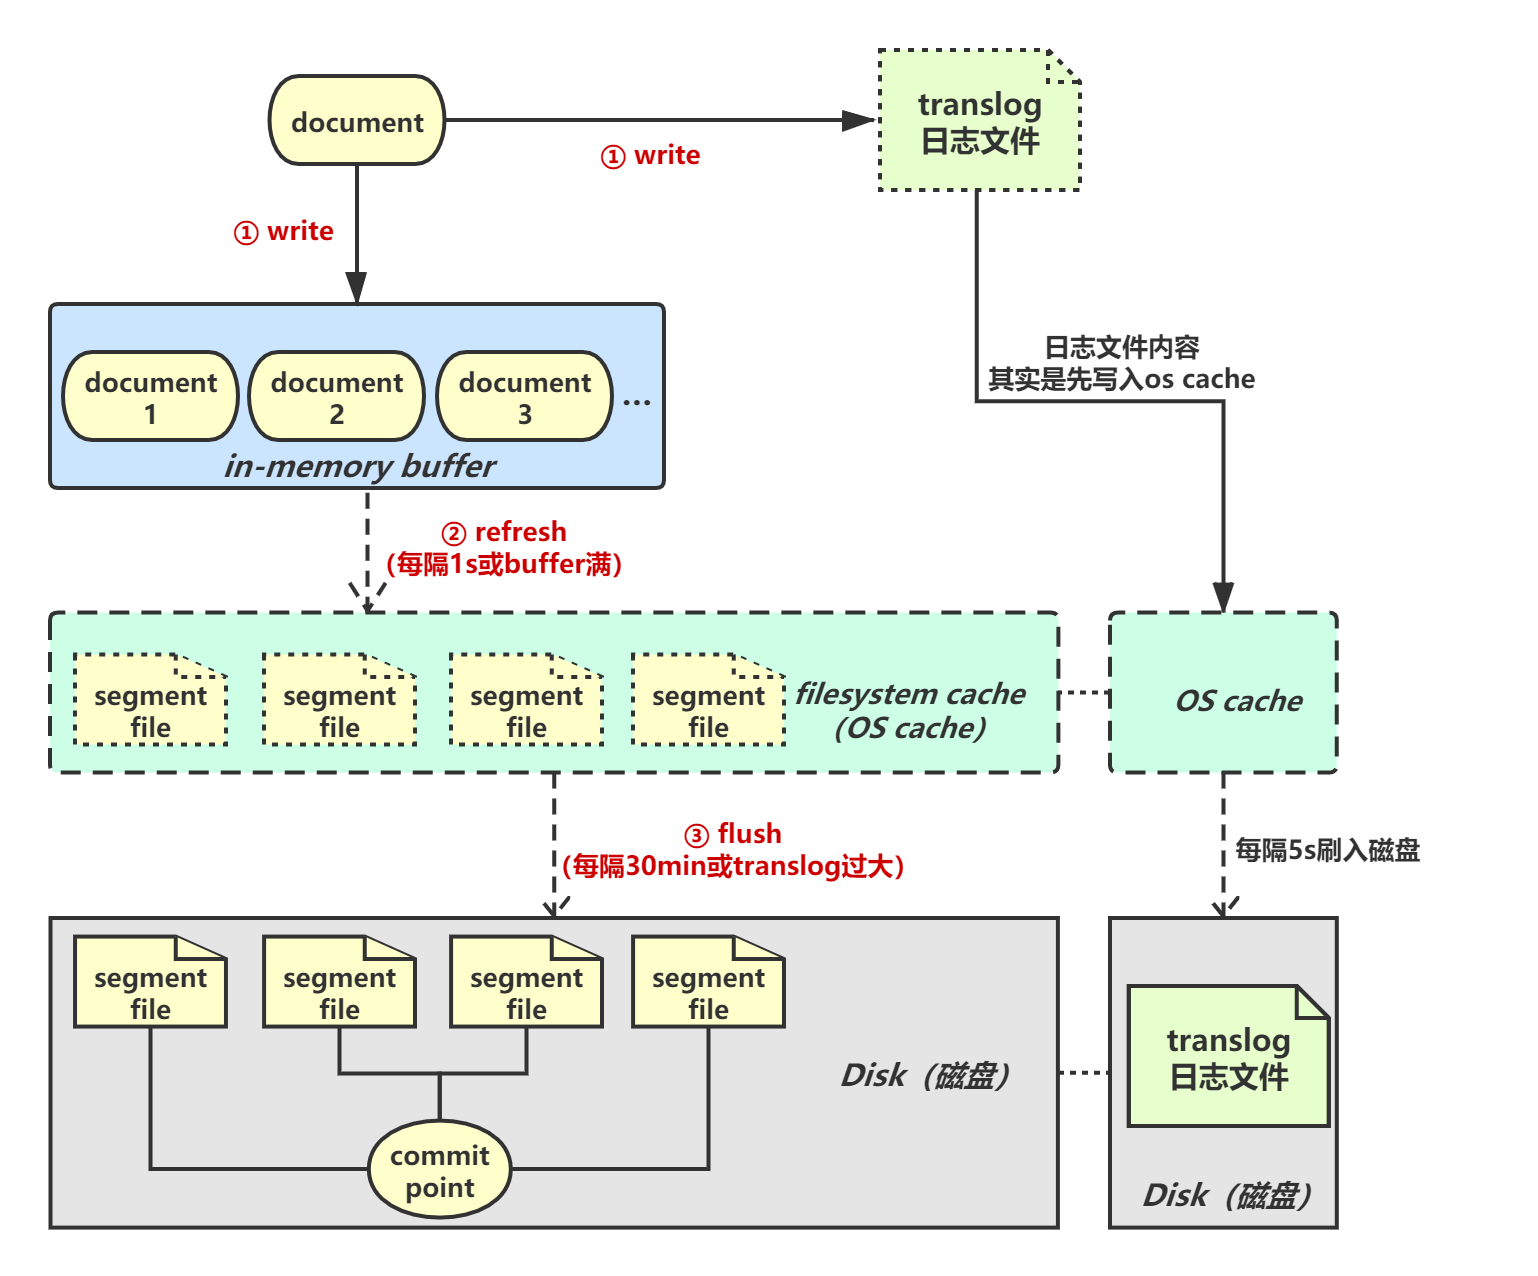 document
translog
日志文件
① write
① write
日志文件内容
其实是先写入os cache
document
1
document
2
document
3
...
in-memory buffer
② refresh
（每隔1s或buffer满）
segment
file
segment
file
segment
file
segment
file
filesystem cache
（OS cache）
OS cache
③ flush
（每隔30min或translog过大）
每隔5s刷入磁盘
segment
file
segment
file
segment
file
segment
file
Disk（磁盘）
commit
point
translog
日志文件
Disk（磁盘）